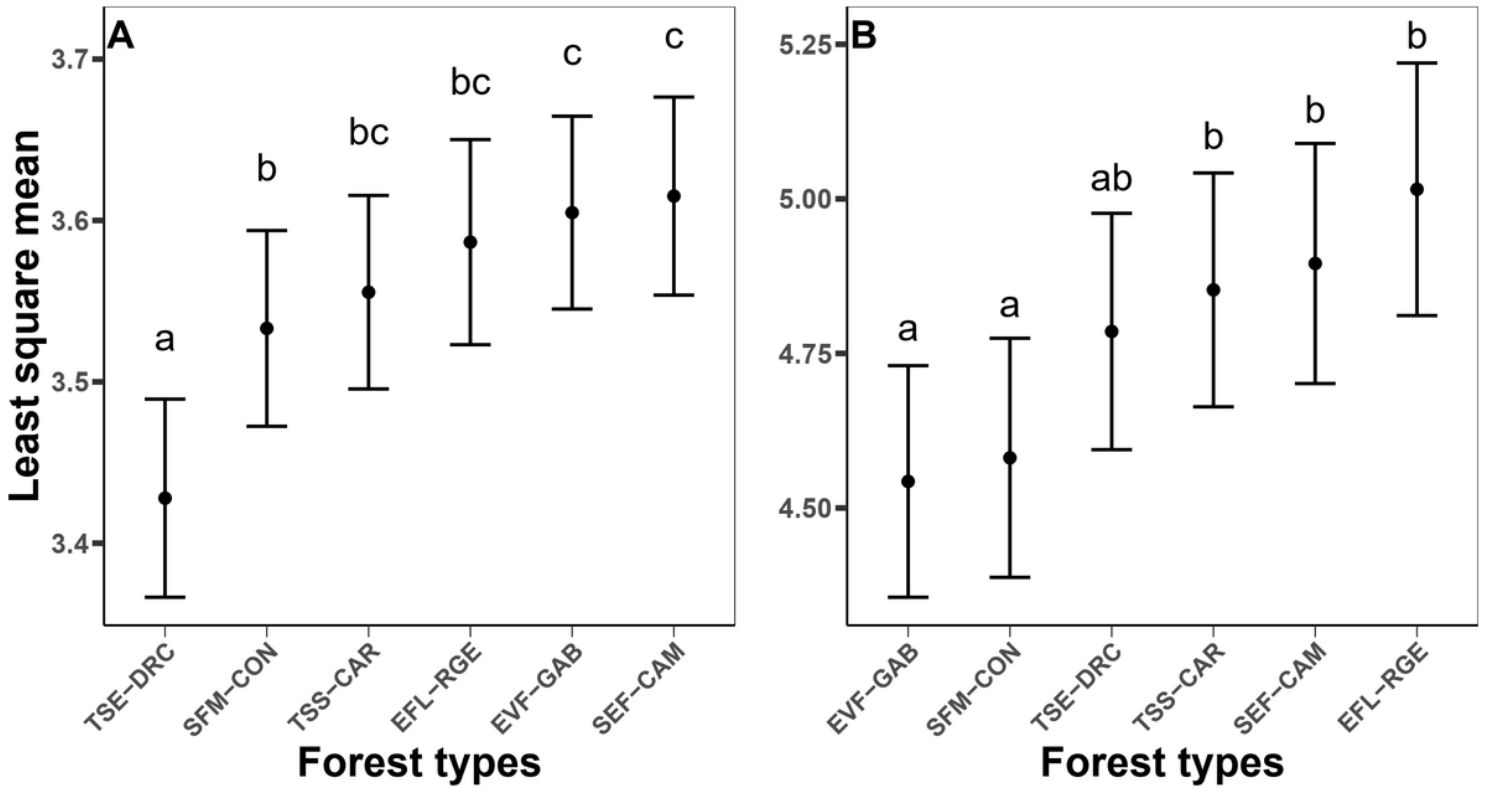 A
B
Least square mean
3.7
3.6
3.5
3.4
a
b
bc
bc
c
c
TSE−DRC
SFM−CON
TSS−CAR
EFL−RGE
EVF−GAB
SEF−CAM
Forest types
5.25
5.00
4.75
4.50
a
a
ab
b
b
b
EVF−GAB
SFM−CON
TSE−DRC
TSS−CAR
SEF−CAM
EFL−RGE
Forest types